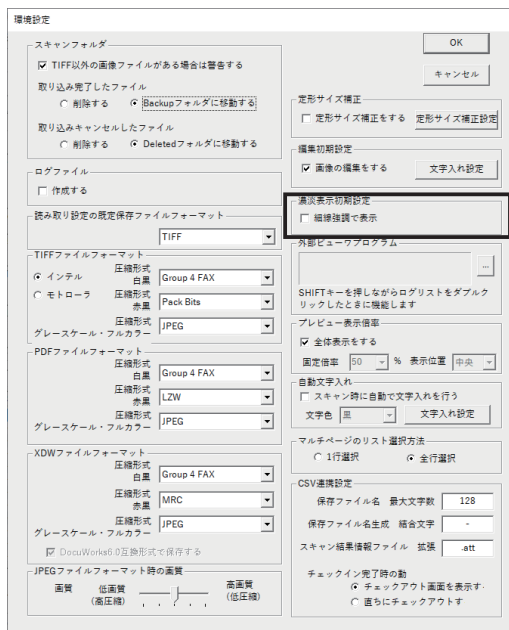 環境設定
スキャンフォルダ
TIFF以外の画像ファイルがある場合は警告する
取り込み完了したファイル
削除する Backupフォルダに移動する
取り込みキャンセルしたファイル
削除する Deletedフォルダに移動する
ログファイル
作成する
読み取り設定の既定保存ファイルフォーマット
TIFF
TIFFファイルフォーマット
インテル
モトローラ
圧縮形式
白黒 Group 4 FAX
圧縮形式
赤黒 Pack Bits
圧縮形式
グレースケール・フルカラー JPEG
PDFファイルフォーマット
圧縮形式
白黒 Group 4 FAX
圧縮形式
赤黒 LZW
圧縮形式
グレースケール・フルカラー JPEG
XDWファイルフォーマット
圧縮形式
白黒 Group 4 FAX
圧縮形式
赤黒 MRC
圧縮形式
グレースケール・フルカラー JPEG
DocuWorks6.0互換形式で保存する
JPEGファイルフォーマット時の画質
画質 低画質 高画質
(高圧縮) (低圧縮)
OK
キャンセル
定形サイズ補正
定形サイズ補正をする 定形サイズ補正設定
編集初期設定
画像の編集をする 文字入れ設定
濃淡表示初期設定
細線強調で表示
外部ビューワプログラム
...
SHIFTキーを押しながらログリストをダブルク
リックしたときに機能します
プレビュー表示倍率
全体表示をする
固定倍率 50 % 表示位置 中央
自動文字入れ
スキャン時に自動で文字入れを行う
文字色 黒 文字入れ設定
マルチページのリスト選択方法
1行選択 全行選択
CSV連携設定
保存ファイル名 最大文字数 128
保存ファイル名生成 結合文字 -
スキャン結果情報ファイル 拡張 .att
チェックイン完了時の動
チェックアウト画面を表示す
直ちにチェックアウトす